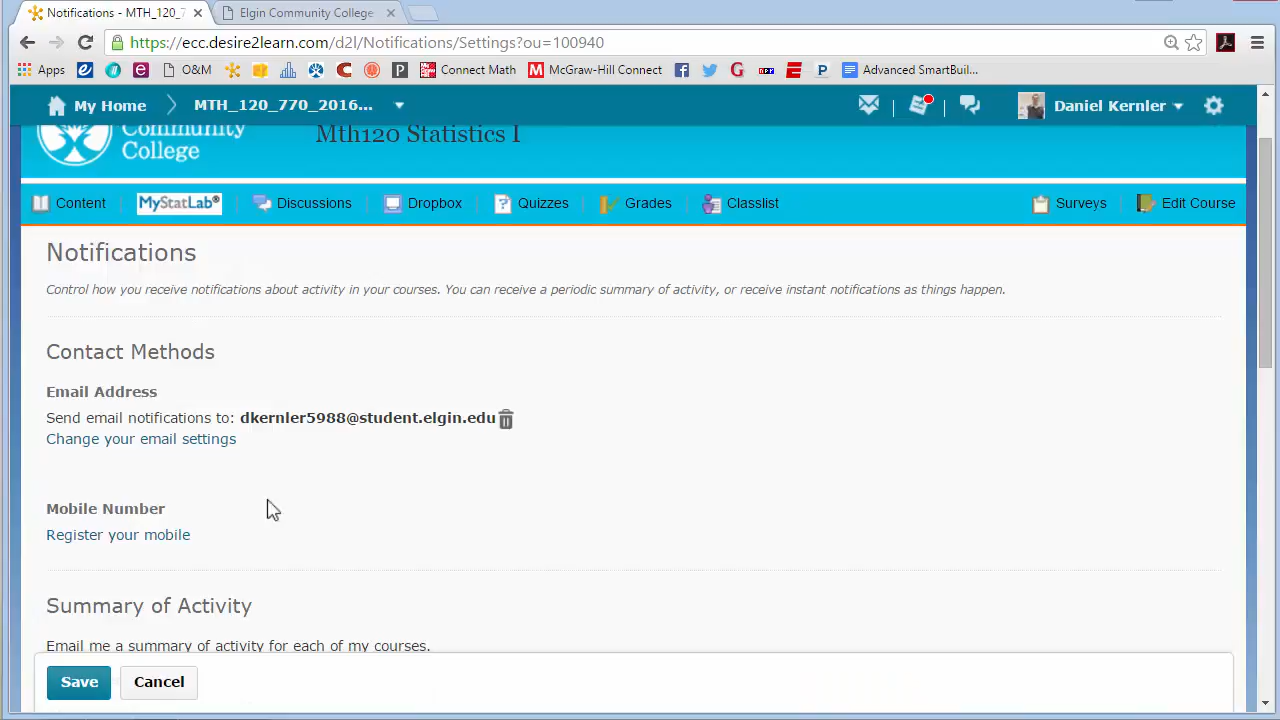 Notifications - MTH_120_7
Elgin Community College
https://ecc.desire2learn.com/d2l/Notifications/Settings?ou=100940
Apps
O&M
Connect Math
McGraw-Hill Connect
Advanced SmartBuil...
My Home
MTH_120_770_2016...
Daniel Kernler
Community
College
Mth120 Statistics I
Content
MyStatLab®
Discussions
Dropbox
Quizzes
Grades
Classlist
Surveys
Edit Course
Notifications
Control how you receive notifications about activity in your courses. You can receive a periodic summary of activity, or receive instant notifications as things happen.
Contact Methods
Email Address
Send email notifications to: dkernler5988@student.elgin.edu
Change your email settings
Mobile Number
Register your mobile
Summary of Activity
Email me a summary of activity for each of my courses.
Save
Cancel